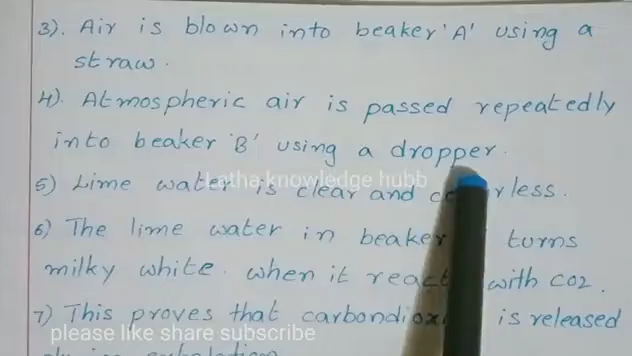 3). Air is blown into beaker 'A' using a
straw.
4). Atmospheric air is passed repeatedly
into beaker 'B' using a dropper.
Latha knowledge hubb
5) Lime water is clear and
6) The lime water in beaker turns
milky white. when it react with CO2.
7) This proves that is released
please like share subscribe